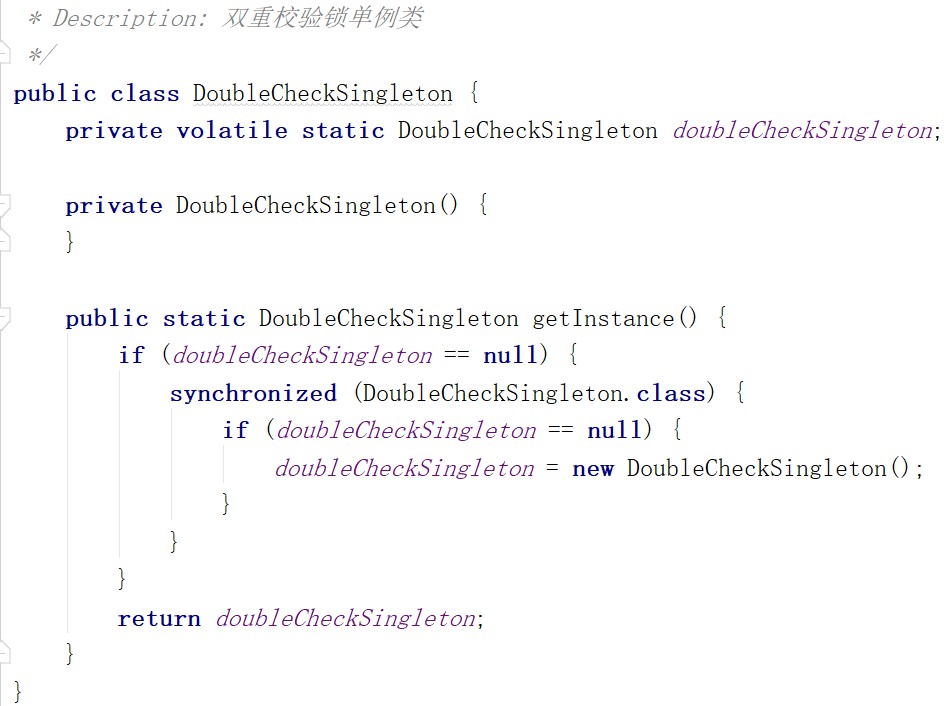 * Description: 双重校验锁单例类
*/
public class DoubleCheckSingleton {
    private volatile static DoubleCheckSingleton doubleCheckSingleton;
    private DoubleCheckSingleton() {
    }
    public static DoubleCheckSingleton getInstance() {
        if (doubleCheckSingleton == null) {
            synchronized (DoubleCheckSingleton.class) {
                if (doubleCheckSingleton == null) {
                    doubleCheckSingleton = new DoubleCheckSingleton();
                }
            }
        }
        return doubleCheckSingleton;
    }
}